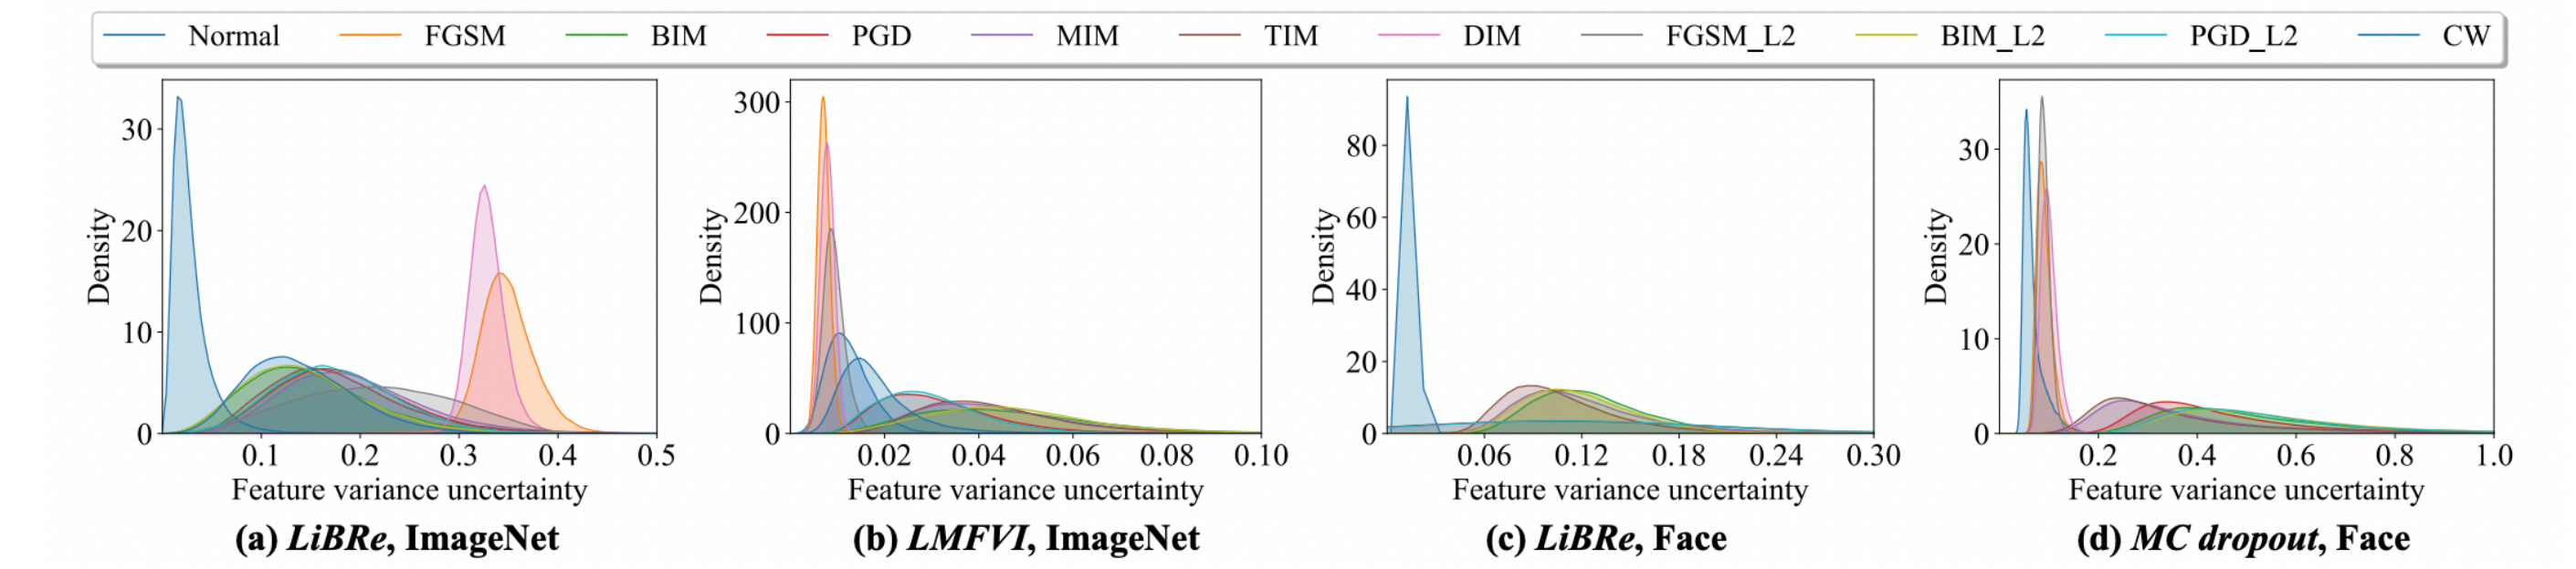 Normal FGSM BIM PGD MIM TIM DIM FGSM_L2 BIM_L2 PGD_L2 CW
Density
30
20
10
0
0.1 0.2 0.3 0.4 0.5
Feature variance uncertainty
(a) LiBRe, ImageNet
Density
300
200
100
0
0.02 0.04 0.06 0.08 0.10
Feature variance uncertainty
(b) LMFVI, ImageNet
Density
80
60
40
20
0
0.06 0.12 0.18 0.24 0.30
Feature variance uncertainty
(c) LiBRe, Face
Density
30
20
10
0
0.2 0.4 0.6 0.8 1.0
Feature variance uncertainty
(d) MC dropout, Face